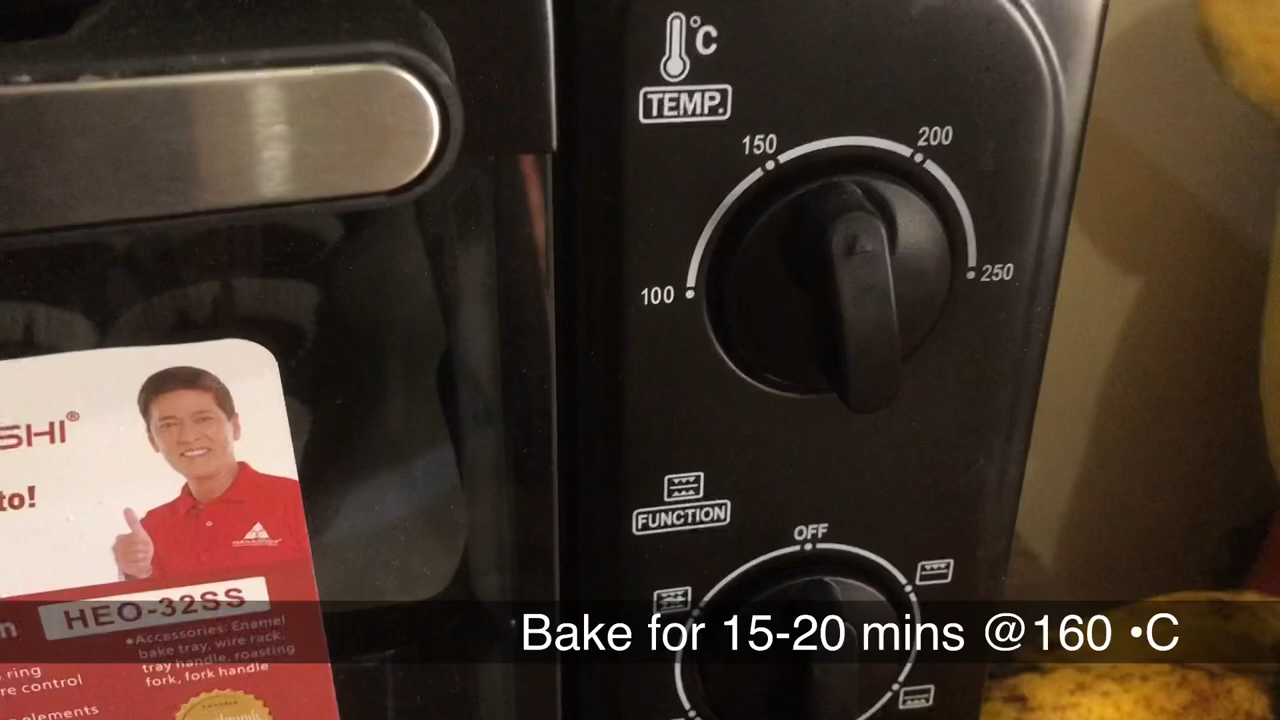 °C
TEMP.
150
200
100
250
SHI®
to!
FUNCTION
OFF
HEO-32SS
Bake for 15-20 mins @160 •C
•Accessories: Enamel
bake tray, wire rack,
tray handle, roasting
fork, fork handle
ring
re control
elements